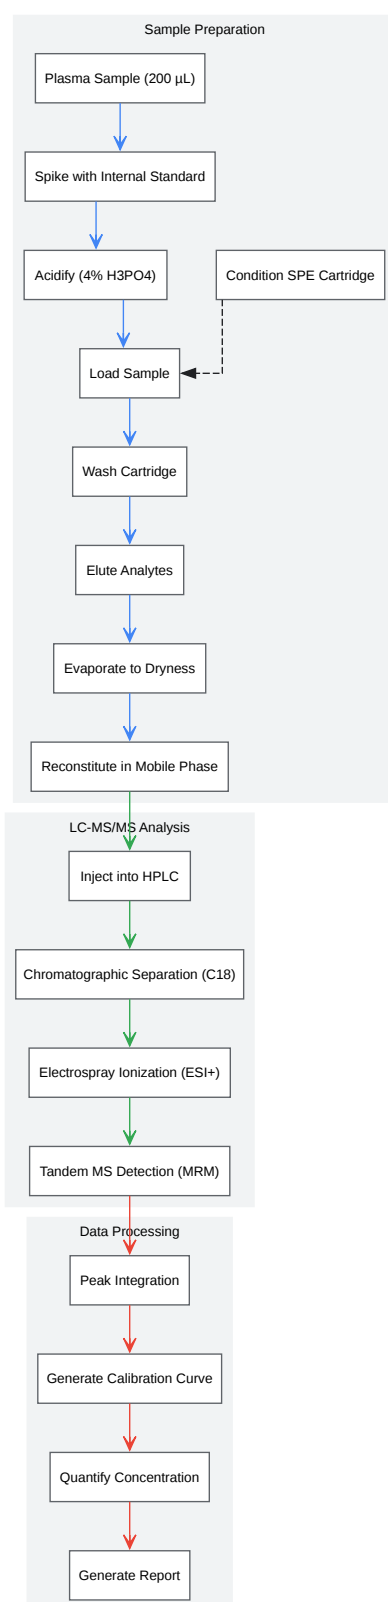 Sample Preparation
Plasma Sample (200 µL)
Spike with Internal Standard
Acidify (4% H3PO4)
Condition SPE Cartridge
Load Sample
Wash Cartridge
Elute Analytes
Evaporate to Dryness
Reconstitute in Mobile Phase
LC-MS/MS Analysis
Inject into HPLC
Chromatographic Separation (C18)
Electrospray Ionization (ESI+)
Tandem MS Detection (MRM)
Data Processing
Peak Integration
Generate Calibration Curve
Quantify Concentration
Generate Report